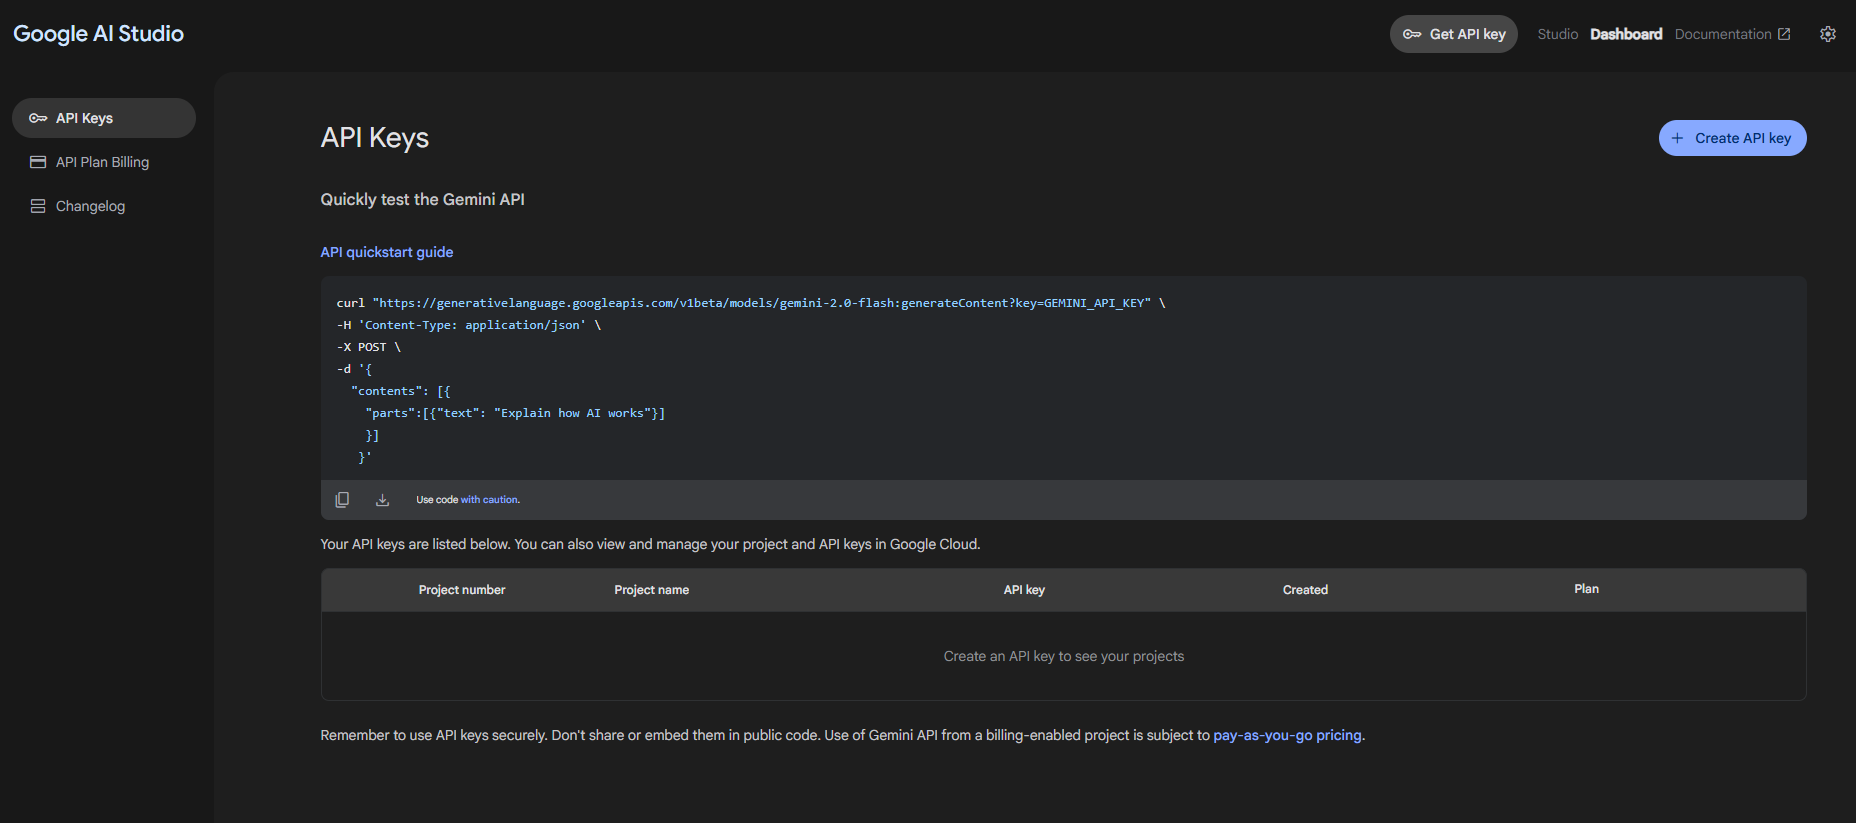 Google AI Studio
Get API key
Studio
Dashboard
Documentation
API Keys
API Plan Billing
Changelog
API Keys
Create API key
Quickly test the Gemini API
API quickstart guide
curl "https://generativelanguage.googleapis.com/v1beta/models/gemini-2.0-flash:generateContent?key=GEMINI_API_KEY" \
-H 'Content-Type: application/json' \
-X POST \
-d '{
  "contents": [{
    "parts":[{"text": "Explain how AI works"}]
    }]
   }'
Use code with caution.
Your API keys are listed below. You can also view and manage your project and API keys in Google Cloud.
Project number Project name API key Created Plan
Create an API key to see your projects
Remember to use API keys securely. Don't share or embed them in public code. Use of Gemini API from a billing-enabled project is subject to pay-as-you-go pricing.